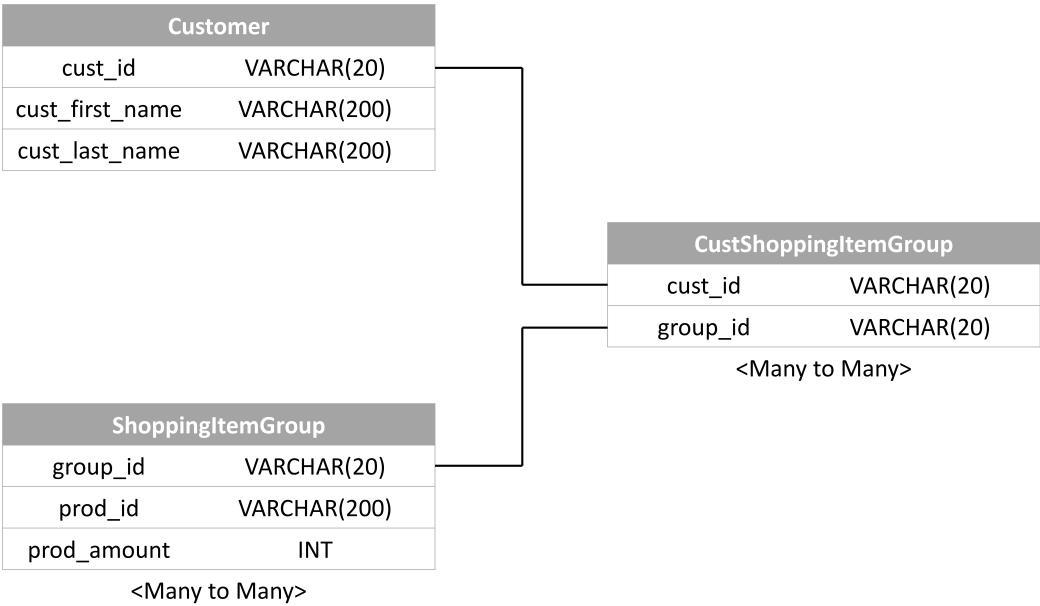 Customer
cust_id VARCHAR(20)
cust_first_name VARCHAR(200)
cust_last_name VARCHAR(200)
CustShoppingItemGroup
cust_id VARCHAR(20)
group_id VARCHAR(20)
<Many to Many>
ShoppingItemGroup
group_id VARCHAR(20)
prod_id VARCHAR(200)
prod_amount INT
<Many to Many>